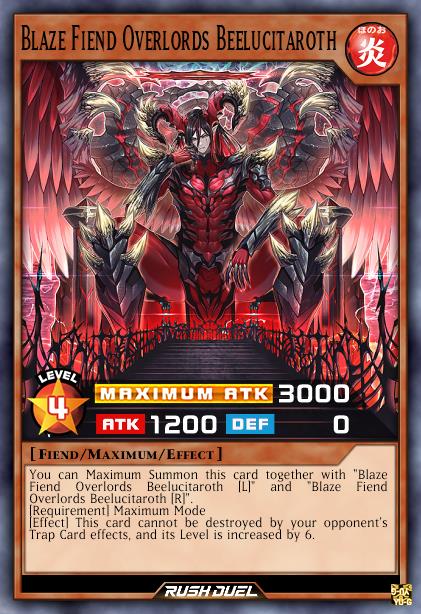 BLAZE FIEND OVERLORDS BEELUCITAROTH
ほのお
炎
LEVEL
4
MAXIMUM ATK 3000
ATK 1200 DEF 0
[FIEND/MAXIMUM/EFFECT]
You can Maximum Summon this card together with "Blaze
Fiend Overlords Beelucitaroth [L]" and "Blaze Fiend
Overlords Beelucitaroth [R]".
[Requirement] Maximum Mode
[Effect] This card cannot be destroyed by your opponent's
Trap Card effects, and its Level is increased by 6.
RUSH DUEL